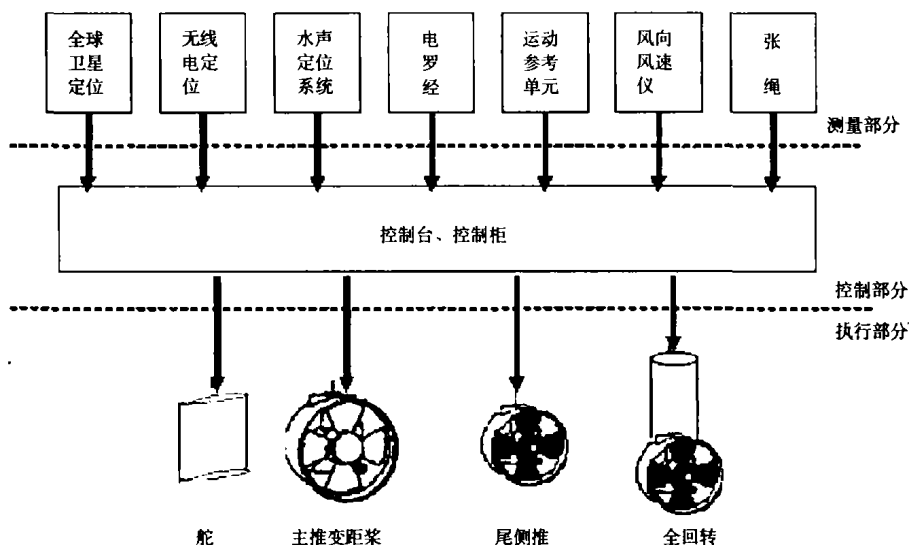 全球
卫星
定位
无线
电定
位
水声
定位
系统
电
罗
经
运动
参考
单元
风向
风速
仪
张
绳
测量部分
控制台、控制柜
控制部分
执行部分
舵
主推变距桨
尾侧推
全回转